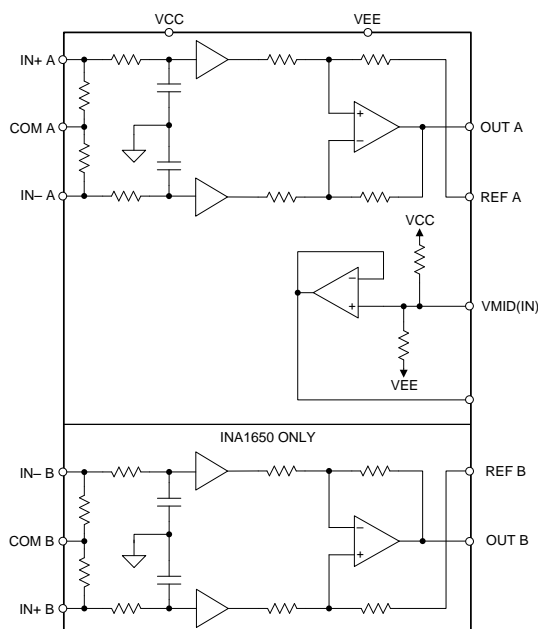 VCC
VEE
IN+ A
COM A
OUT A
IN– A
REF A
+
–
VCC
–
+
VMID(IN)
VEE
INA1650 ONLY
IN– B
REF B
COM B
OUT B
–
+
IN+ B